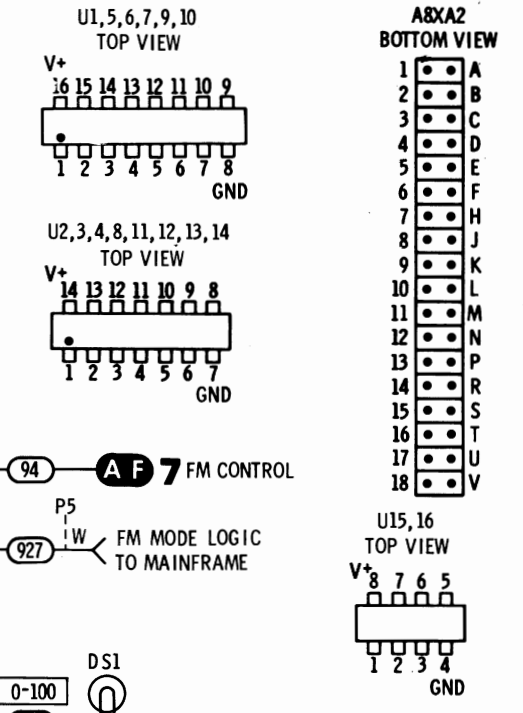 U1,5,6,7,9,10
TOP VIEW
V+
16 15 14 13 12 11 10 9
1 2 3 4 5 6 7 8
GND
U2,3,4,8,11,12,13,14
TOP VIEW
V+
14 13 12 11 10 9 8
1 2 3 4 5 6 7
GND
94 AF 7 FM CONTROL
P5
927 W FM MODE LOGIC
TO MAINFRAME
DS1
0-100
A8XA2
BOTTOM VIEW
1 A
2 B
3 C
4 D
5 E
6 F
7 H
8 J
9 K
10 L
11 M
12 N
13 P
14 R
15 S
16 T
17 U
18 V
U15,16
TOP VIEW
V+
8 7 6 5
1 2 3 4
GND